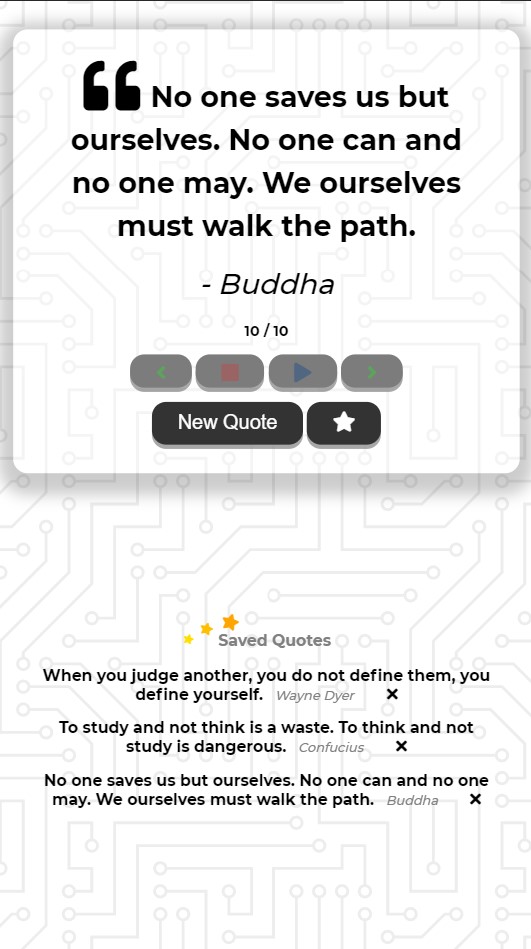 No one saves us but
ourselves. No one can and
no one may. We ourselves
must walk the path.
- Buddha
10 / 10
New Quote
Saved Quotes
When you judge another, you do not define them, you
define yourself. Wayne Dyer
To study and not think is a waste. To think and not
study is dangerous. Confucius
No one saves us but ourselves. No one can and no one
may. We ourselves must walk the path. Buddha